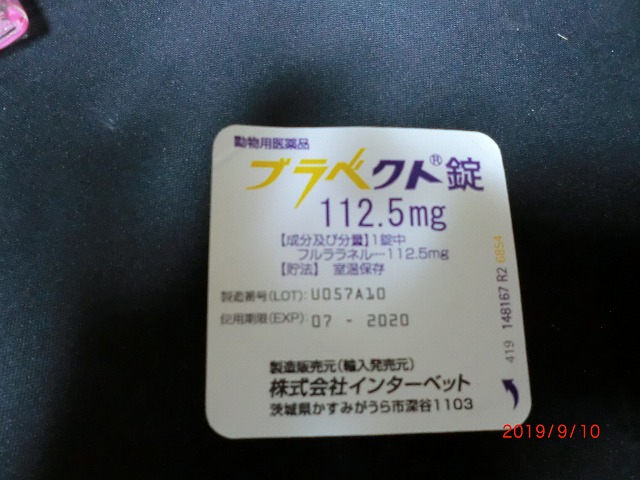 動物用医薬品
ブラベクト®錠
112.5mg
【成分及び分量】1錠中
フルララネル…112.5mg
【貯法】 室温保存
製造番号(LOT): U057A10
使用期限(EXP): 07 - 2020
製造販売元(輸入発売元)
株式会社インターベット
茨城県かすみがうら市深谷1103
419 148167 R2 6854
2019/9/10